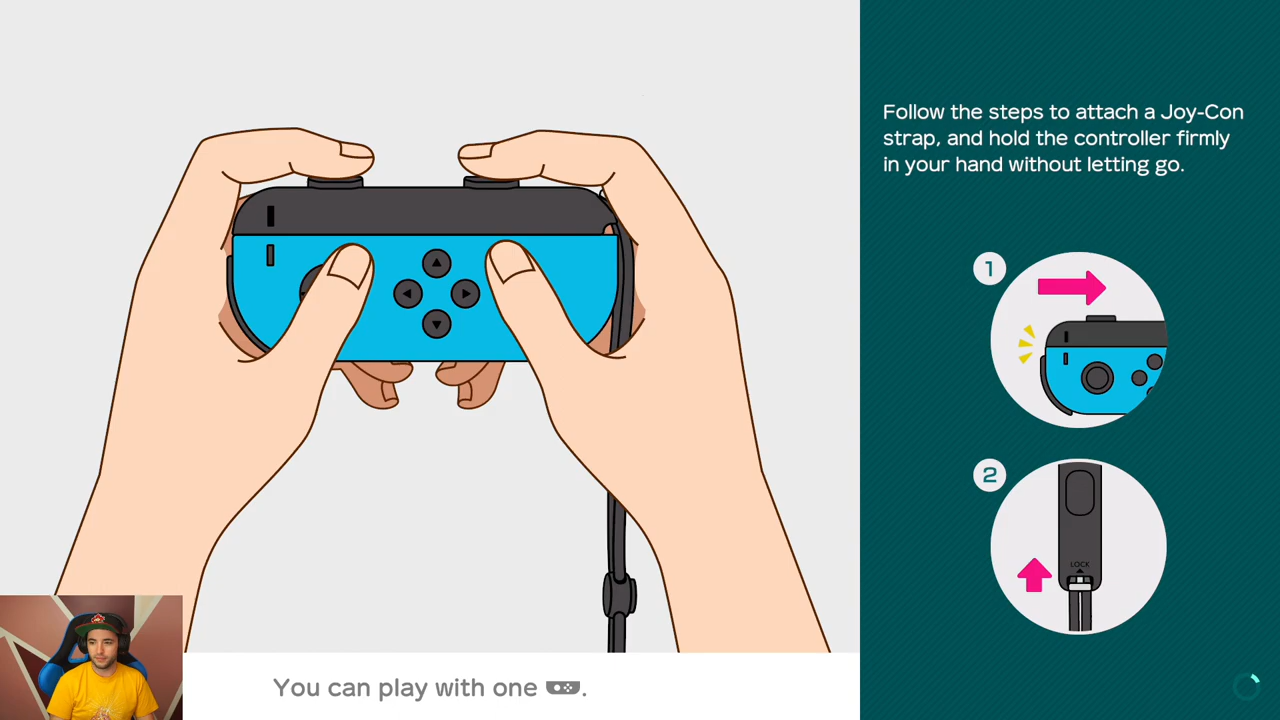 Follow the steps to attach a Joy-Con
strap, and hold the controller firmly
in your hand without letting go.
1
2
LOCK
You can play with one .